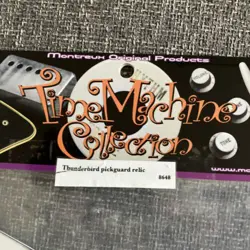 Montreux Original Products
Time Machine
Collection
Thunderbird pickguard relic
8648